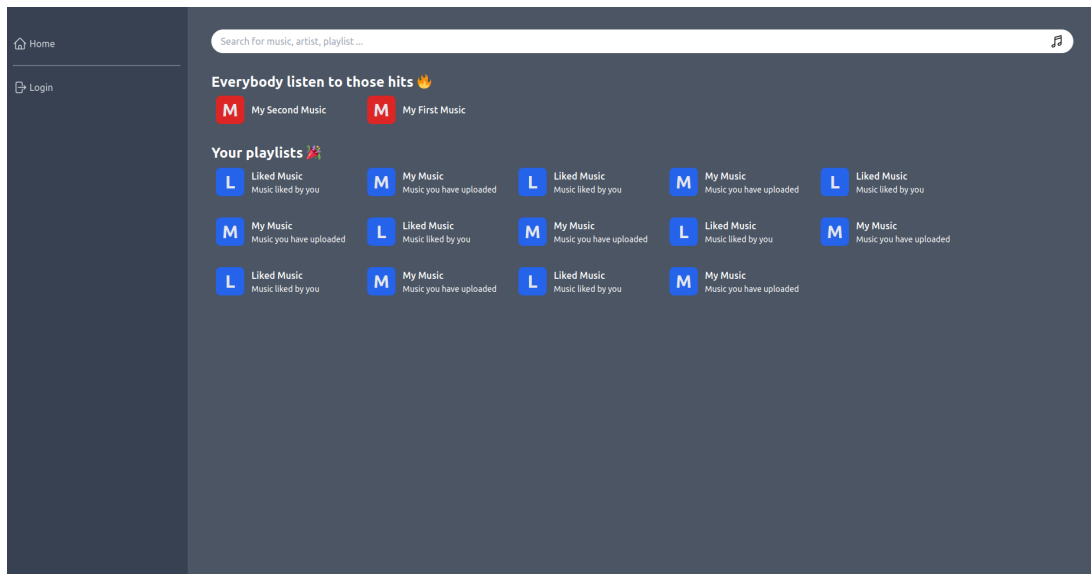 Home
Login
Search for music, artist, playlist ...
Everybody listen to those hits 🔥
M My Second Music
M My First Music
Your playlists 🎉
L Liked Music
Music liked by you
M My Music
Music you have uploaded
L Liked Music
Music liked by you
M My Music
Music you have uploaded
L Liked Music
Music liked by you
M My Music
Music you have uploaded
L Liked Music
Music liked by you
M My Music
Music you have uploaded
L Liked Music
Music liked by you
M My Music
Music you have uploaded
L Liked Music
Music liked by you
M My Music
Music you have uploaded
L Liked Music
Music liked by you
M My Music
Music you have uploaded